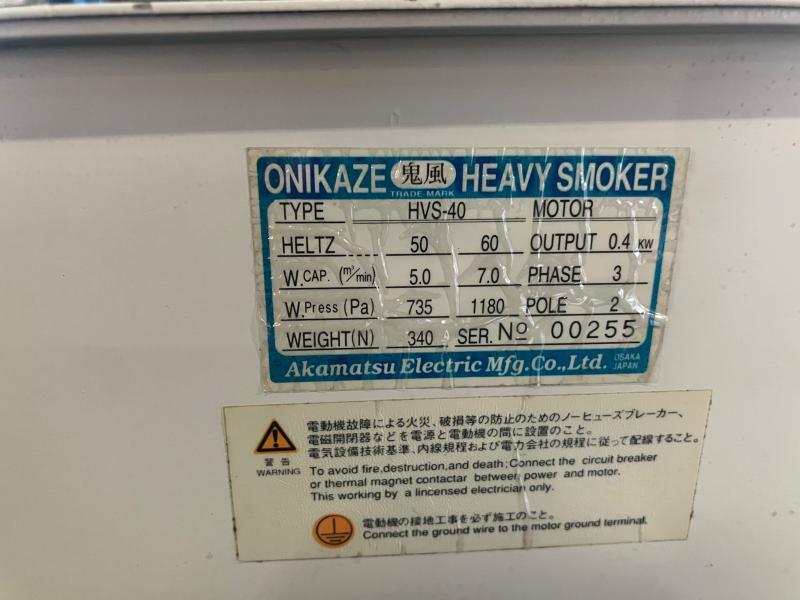 ONIKAZE 鬼風 HEAVY SMOKER
TRADE-MARK
TYPE HVS-40 MOTOR
HELTZ 50 60 OUTPUT 0.4 KW
W.CAP. (m³/min) 5.0 7.0 PHASE 3
W.Press (Pa) 735 1180 POLE 2
WEIGHT(N) 340 SER. No 00255
Akamatsu Electric Mfg.Co.,Ltd. OSAKA JAPAN
電動機故障による火災、破損等の防止のためのノーヒューズブレーカー、
電磁開閉器などを電源と電動機の間に設置のこと。
電気設備技術基準、内線規程および電力会社の規程に従って配線すること。
警告
WARNING
To avoid fire,destruction,and death;Connect the circuit breaker
or thermal magnet contactar betweer power and motor.
This working by a lincensed electrician only.
電動機の接地工事を必ず施工のこと。
Connect the ground wire to the motor ground terminal.